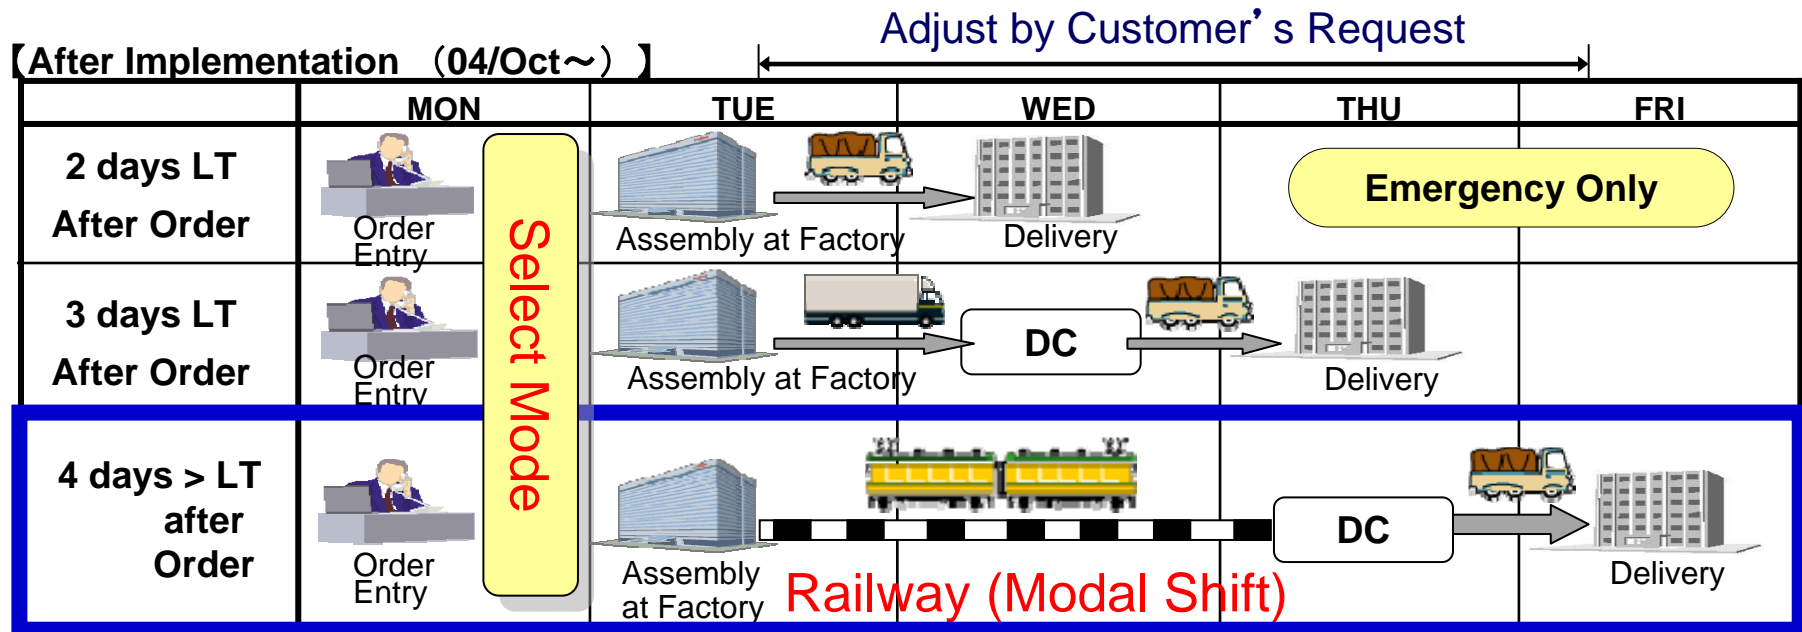 Adjust by Customer’s Request
【After Implementation （04/Oct～）】
MON TUE WED THU FRI
2 days LT
After Order
Order
Entry
Assembly at Factory
Delivery
Emergency Only
3 days LT
After Order
Order
Entry
Assembly at Factory
DC
Delivery
4 days > LT
after
Order
Order
Entry
Select Mode
Assembly
at Factory
Railway (Modal Shift)
DC
Delivery